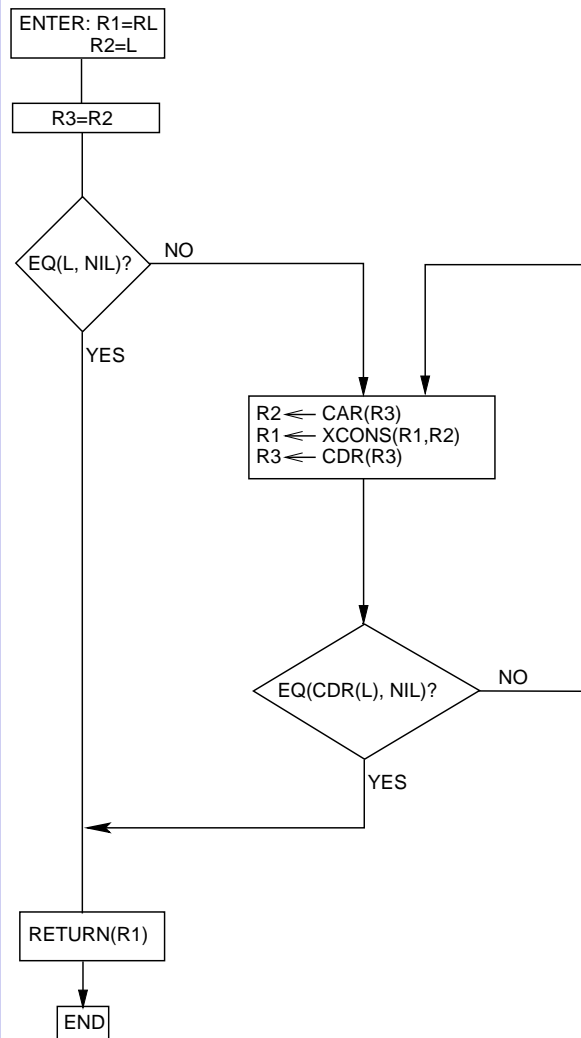 ENTER: R1=RL
R2=L
R3=R2
EQ(L, NIL)?
NO
YES
R2 ← CAR(R3)
R1 ← XCONS(R1,R2)
R3 ← CDR(R3)
EQ(CDR(L), NIL)?
NO
YES
RETURN(R1)
END